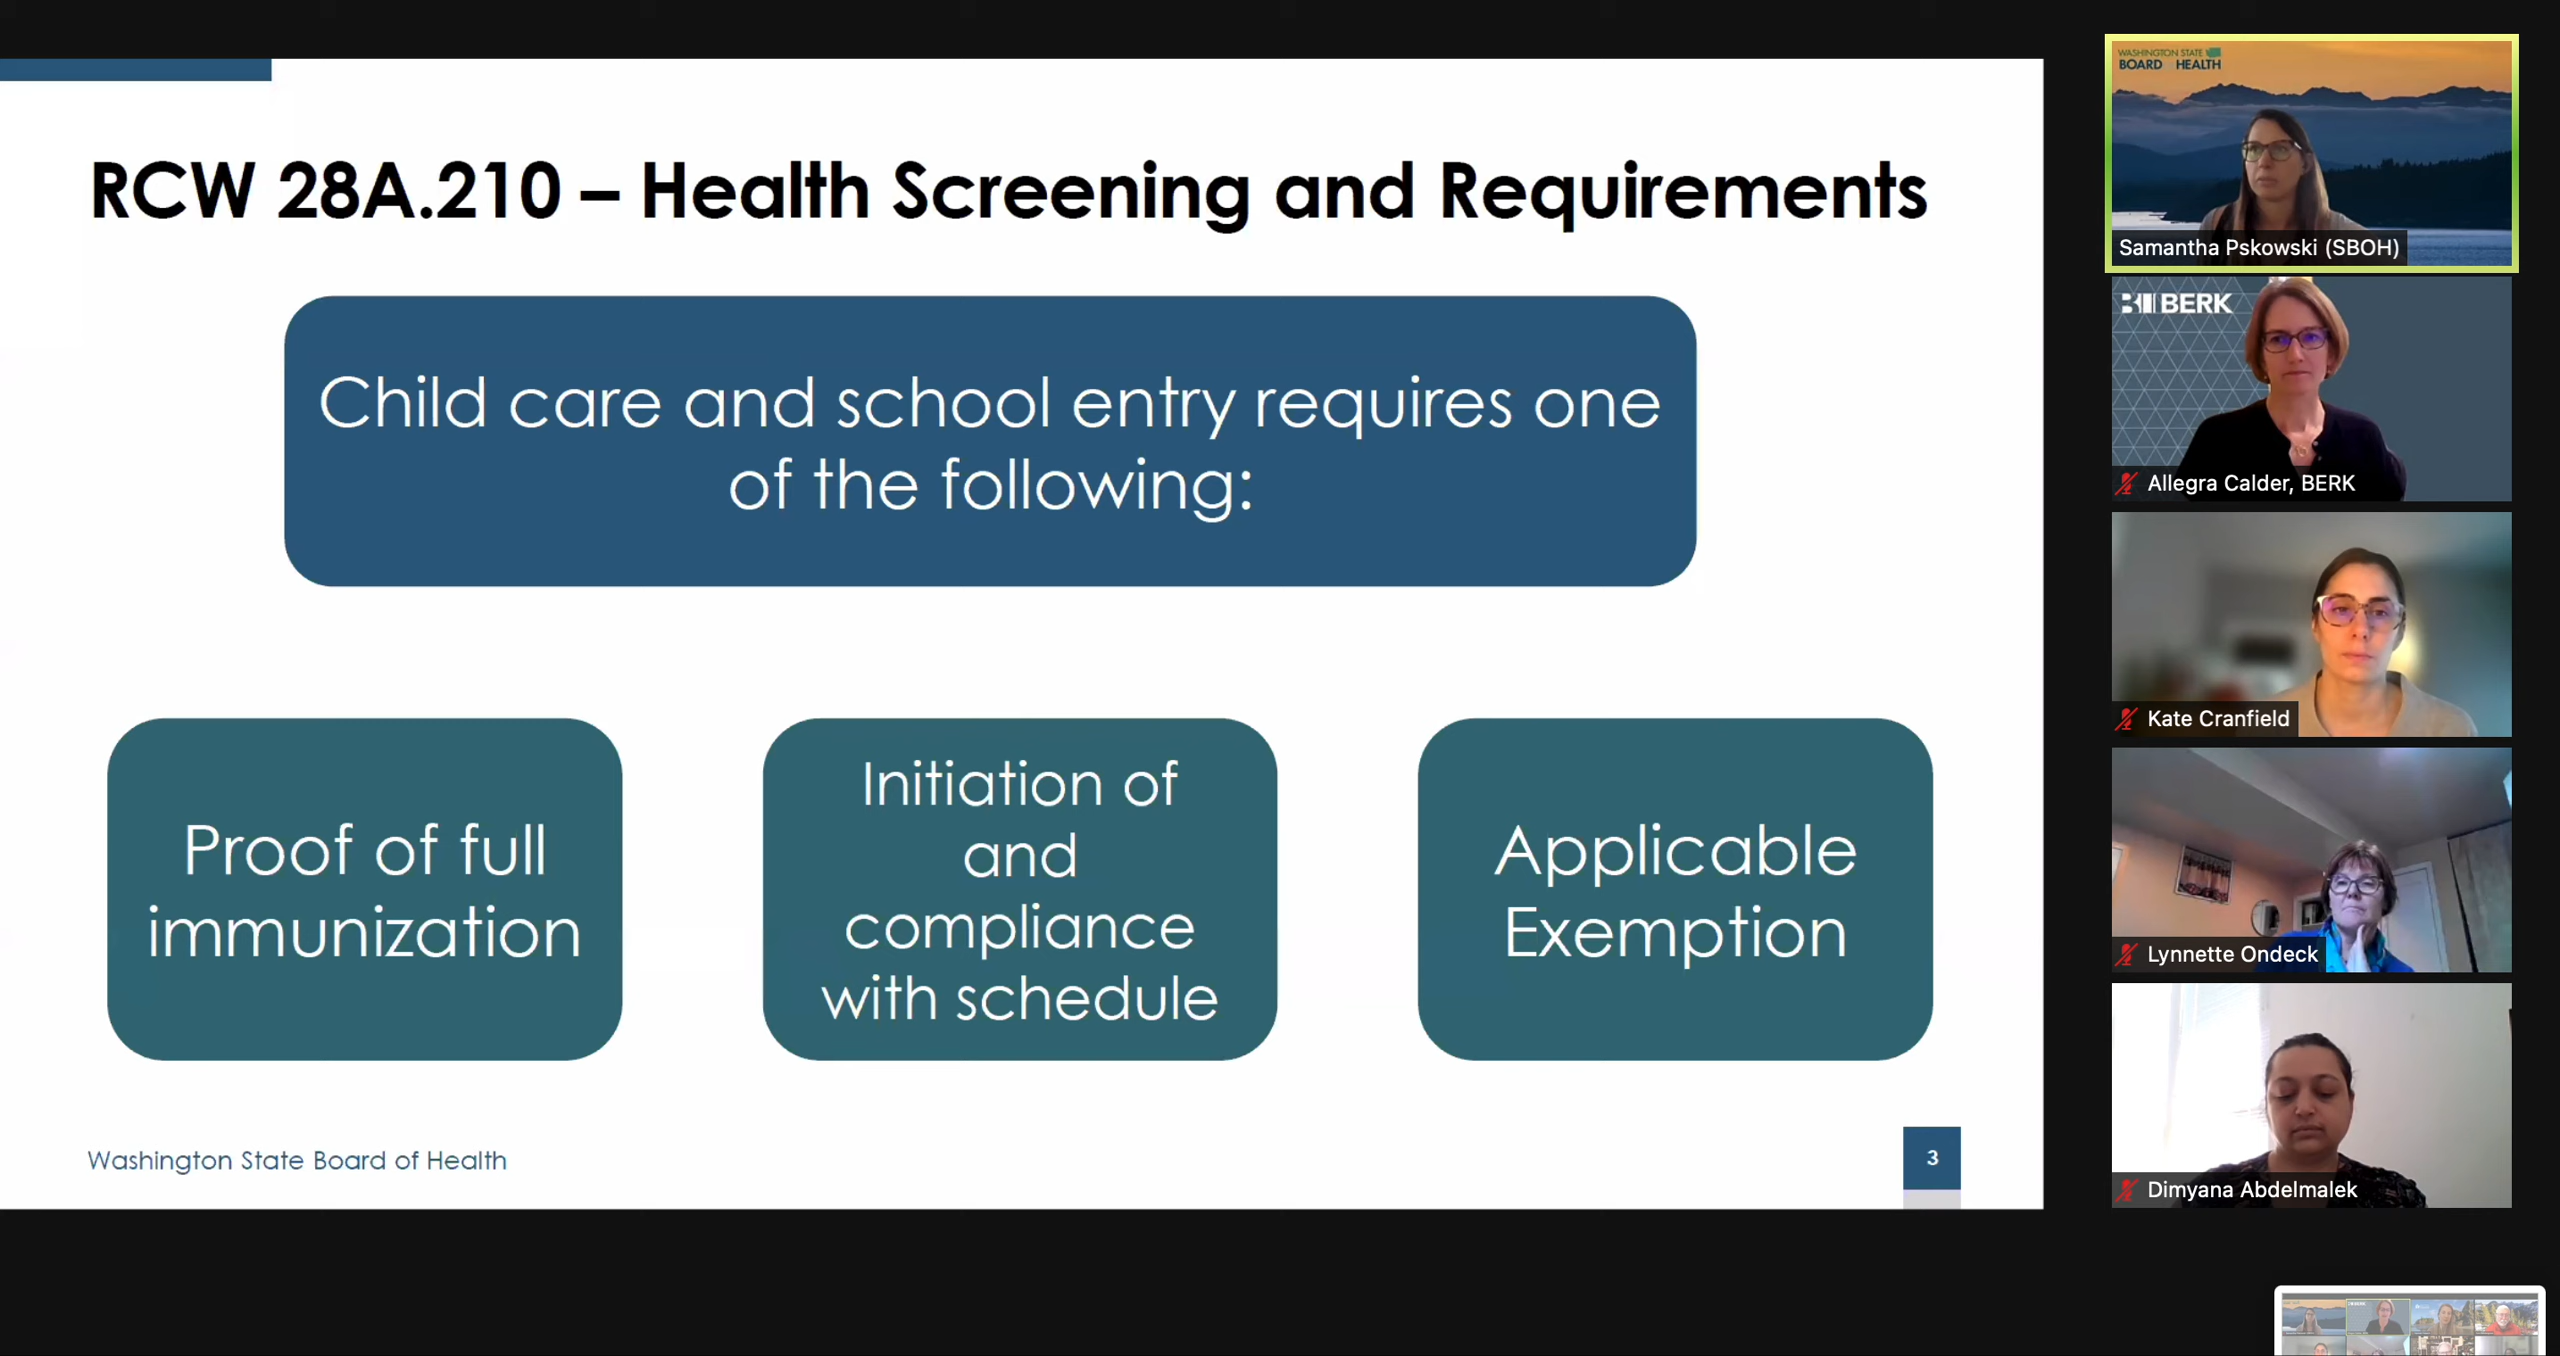 RCW 28A.210 – Health Screening and Requirements
Child care and school entry requires one
of the following:
Proof of full
immunization
Initiation of
and
compliance
with schedule
Applicable
Exemption
Washington State Board of Health
3
WASHINGTON STATE
BOARD HEALTH
Samantha Pskowski (SBOH)
BERK
Allegra Calder, BERK
Kate Cranfield
Lynnette Ondeck
Dimyana Abdelmalek